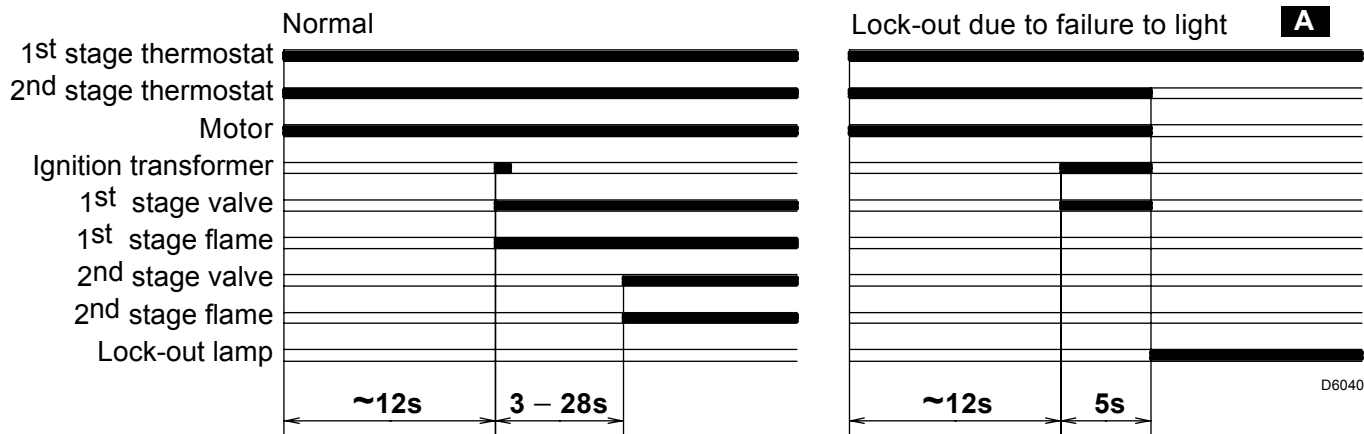 Normal
Lock-out due to failure to light A
1st stage thermostat
2nd stage thermostat
Motor
Ignition transformer
1st stage valve
1st stage flame
2nd stage valve
2nd stage flame
Lock-out lamp
D6040
~12s 3 – 28s ~12s 5s